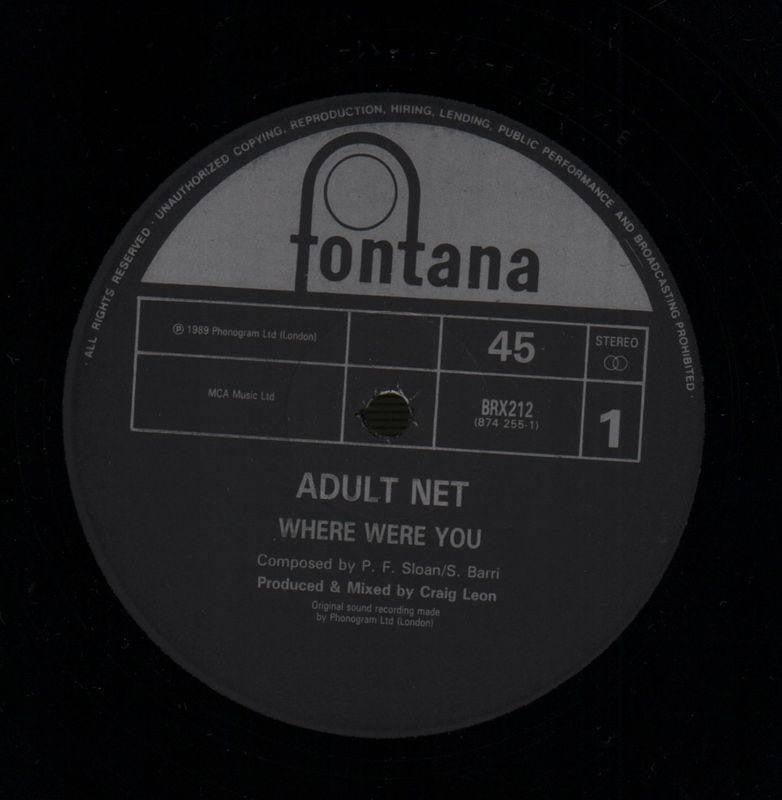 ALL RIGHTS RESERVED · UNAUTHORIZED COPYING, REPRODUCTION, HIRING, LENDING, PUBLIC PERFORMANCE AND BROADCASTING PROHIBITED ·
fontana
℗ 1989 Phonogram Ltd (London)
45
STEREO
MCA Music Ltd
BRX212
(874 255-1)
1
ADULT NET
WHERE WERE YOU
Composed by P. F. Sloan/S. Barri
Produced & Mixed by Craig Leon
Original sound recording made
by Phonogram Ltd (London)